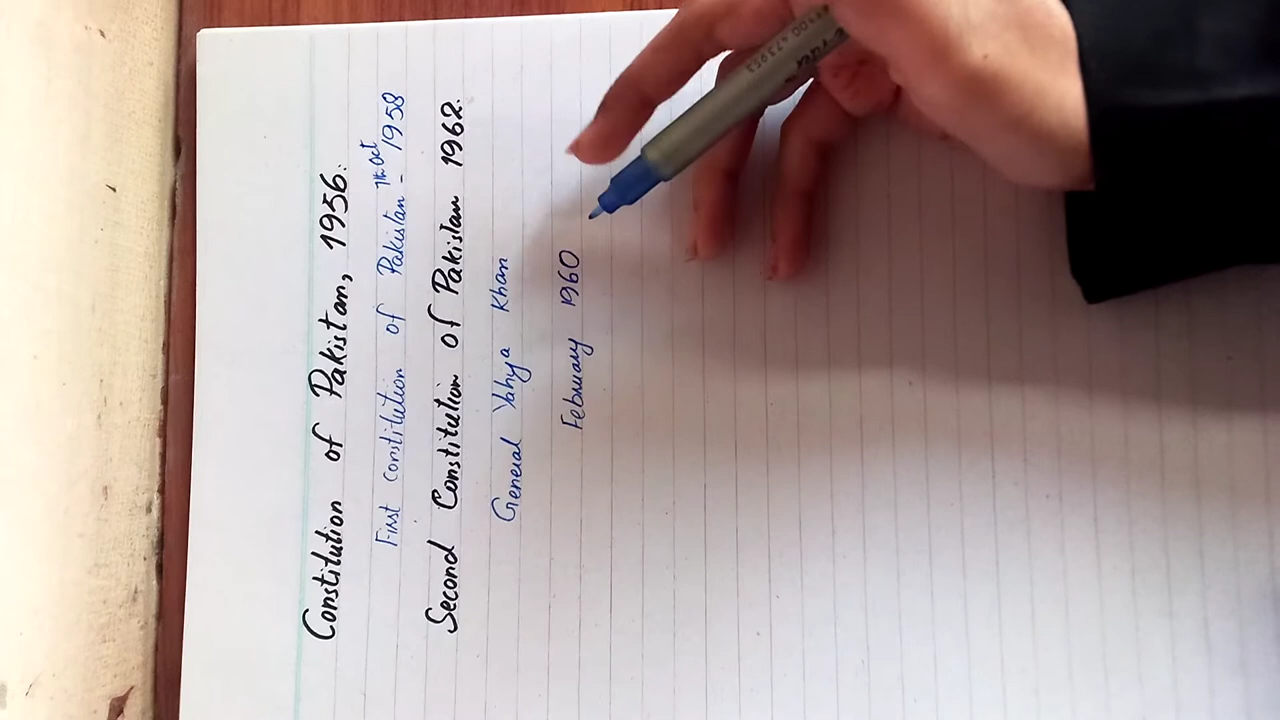 Constitution of Pakistan, 1956.
First constitution of Pakistan - 7th Oct 1958
Second Constitution of Pakistan 1962.
General Yahya Khan
February 1960